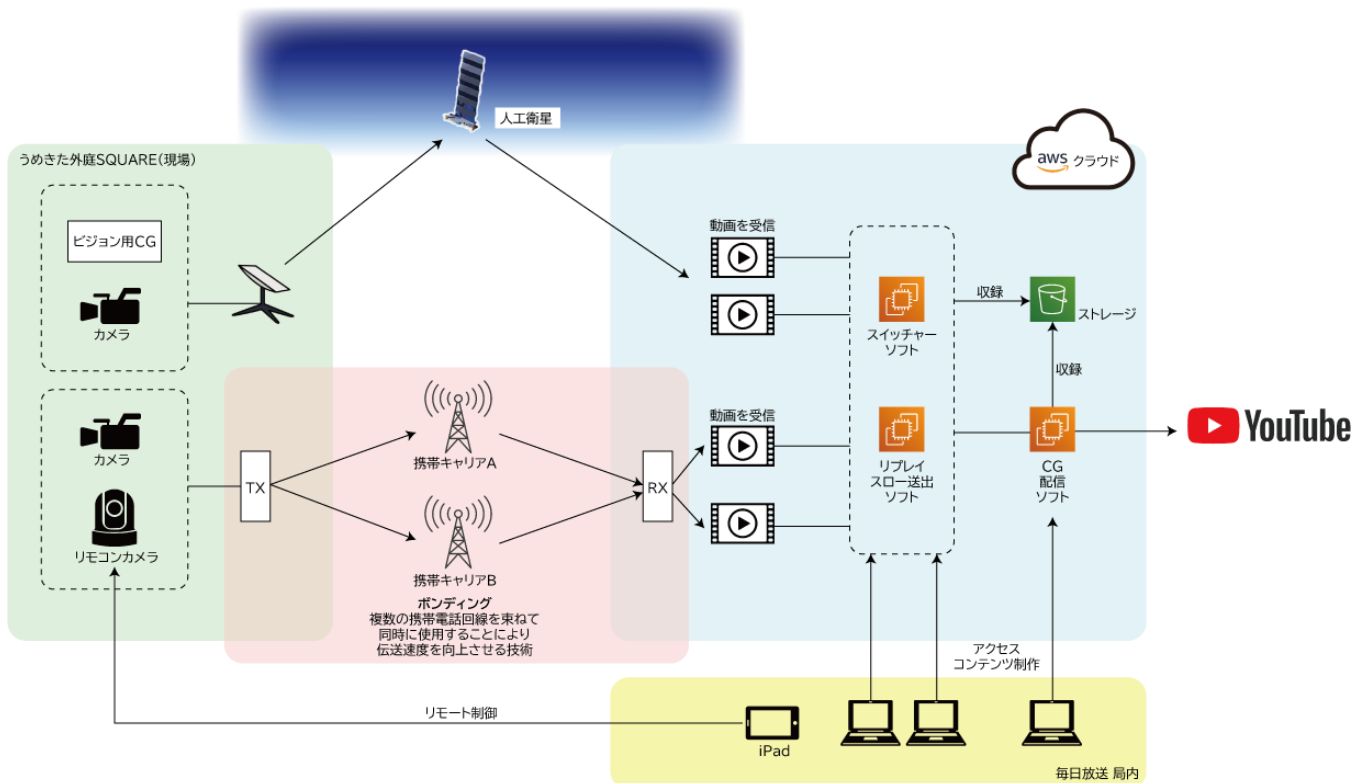 人工衛星
aws クラウド
うめきた外庭SQUARE(現場)
ビジョン用CG
カメラ
動画を受信
スイッチャー
ソフト
収録
ストレージ
収録
カメラ
リモコンカメラ
TX
携帯キャリアA
携帯キャリアB
ボンディング
複数の携帯電話回線を束ねて
同時に使用することにより
伝送速度を向上させる技術
RX
動画を受信
リプレイ
スロー送出
ソフト
CG
配信
ソフト
YouTube
アクセス
コンテンツ制作
リモート制御
iPad
毎日放送 局内